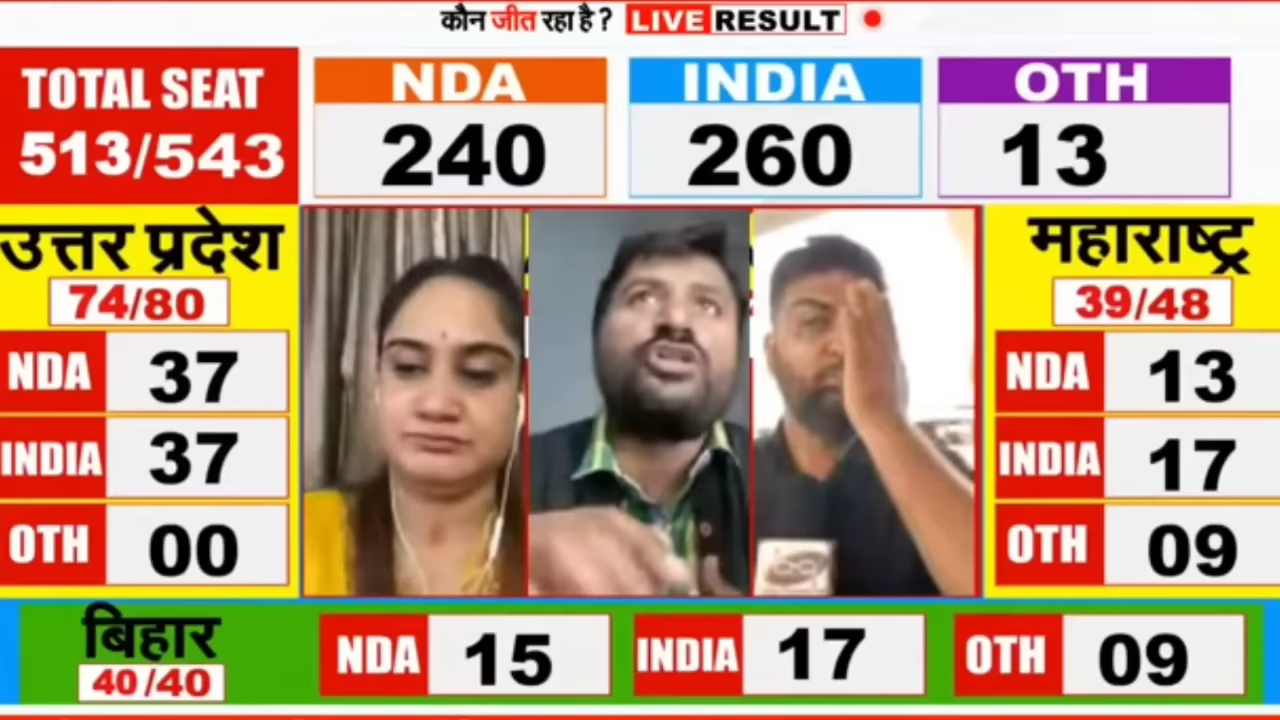 कौन जीत रहा है ? LIVE RESULT
TOTAL SEAT
513/543
NDA
240
INDIA
260
OTH
13
उत्तर प्रदेश
74/80
NDA 37
INDIA 37
OTH 00
महाराष्ट्र
39/48
NDA 13
INDIA 17
OTH 09
बिहार
40/40
NDA 15
INDIA 17
OTH 09